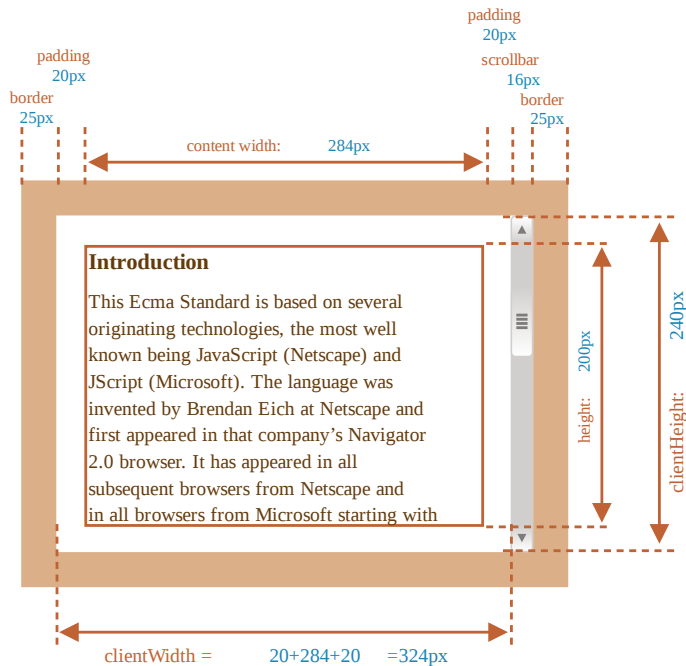 padding
20px
padding
20px
scrollbar
16px
border
25px
border
25px
content width: 284px
Introduction
This Ecma Standard is based on several
originating technologies, the most well
known being JavaScript (Netscape) and
JScript (Microsoft). The language was
invented by Brendan Eich at Netscape and
first appeared in that company’s Navigator
2.0 browser. It has appeared in all
subsequent browsers from Netscape and
in all browsers from Microsoft starting with
height: 200px
clientHeight: 240px
clientWidth = 20+284+20 =324px